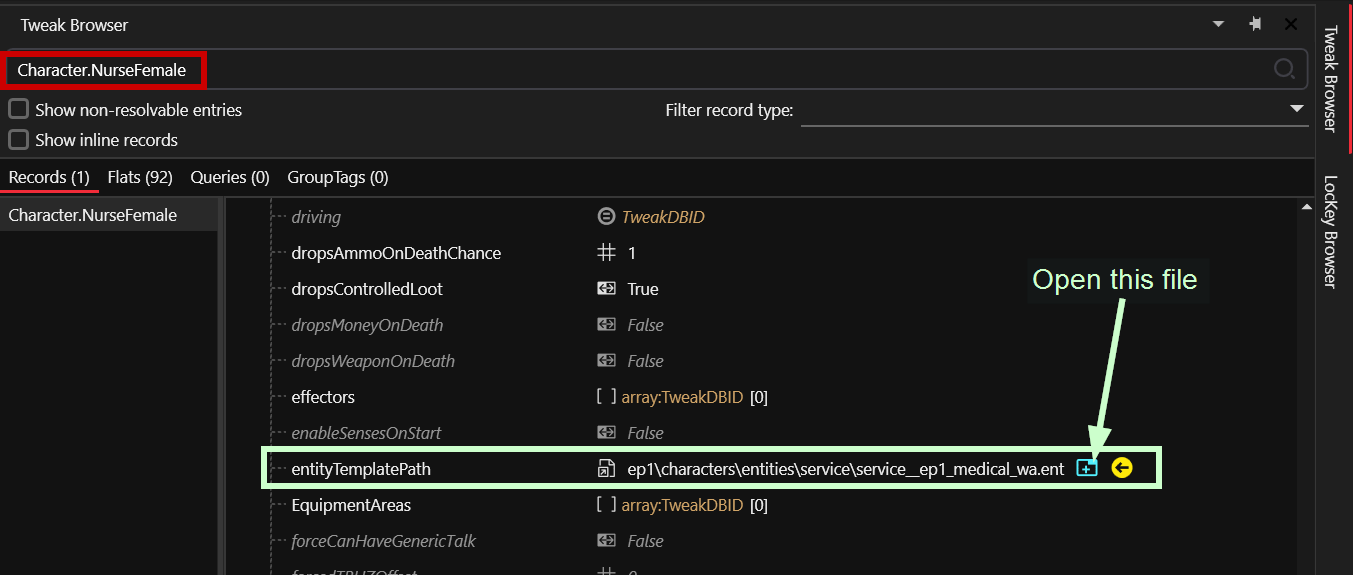 Tweak Browser
Character.NurseFemale
Show non-resolvable entries
Filter record type:
Show inline records
Records (1) Flats (92) Queries (0) GroupTags (0)
Character.NurseFemale
driving TweakDBID
dropsAmmoOnDeathChance 1
dropsControlledLoot True
dropsMoneyOnDeath False
dropsWeaponOnDeath False
effectors [ ] array:TweakDBID [0]
enableSensesOnStart False
entityTemplatePath ep1\characters\entities\service\service__ep1_medical_wa.ent
EquipmentAreas [ ] array:TweakDBID [0]
forceCanHaveGenericTalk False
Open this file
Tweak Browser
LocKey Browser